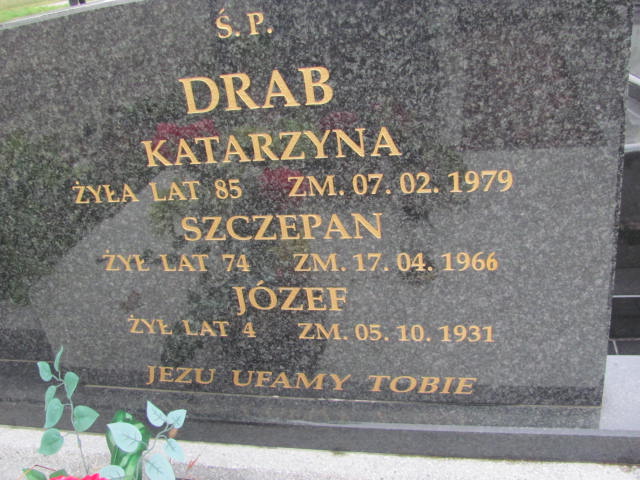 Ś.P.
DRAB
KATARZYNA
ŻYŁA LAT 85 ZM. 07. 02. 1979
SZCZEPAN
ŻYŁ LAT 74 ZM. 17. 04. 1966
JÓZEF
ŻYŁ LAT 4 ZM. 05. 10. 1931
JEZU UFAMY TOBIE